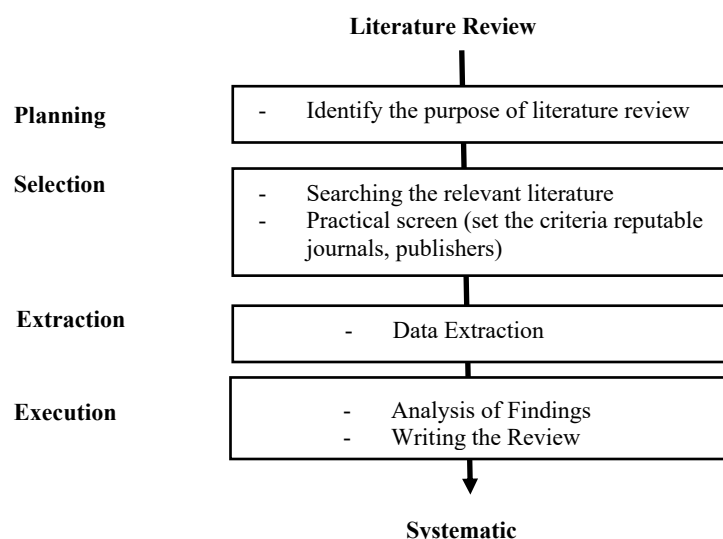 Literature Review
Planning
- Identify the purpose of literature review
Selection
- Searching the relevant literature
- Practical screen (set the criteria reputable
journals, publishers)
Extraction
- Data Extraction
Execution
- Analysis of Findings
- Writing the Review
Systematic